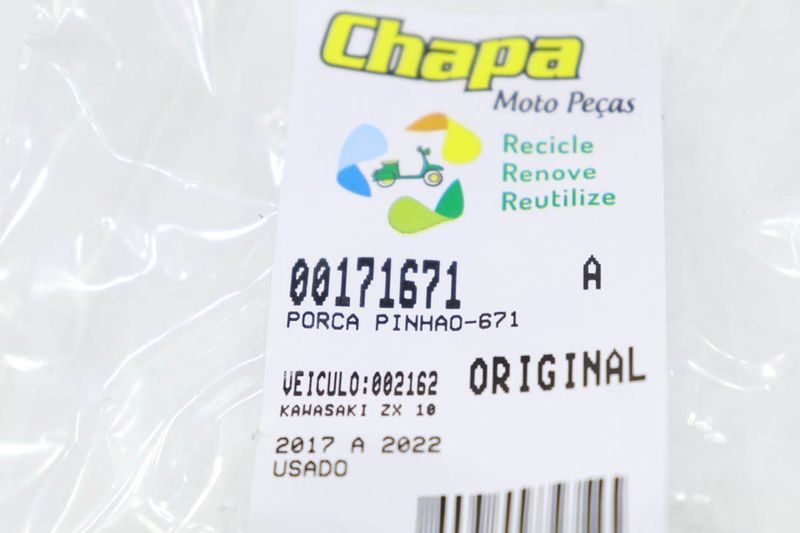 Chapa
Moto Peças
Recicle
Renove
Reutilize
00171671 A
PORCA PINHAO-671
VEICULO:002162 ORIGINAL
KAWASAKI ZX 10
2017 A 2022
USADO